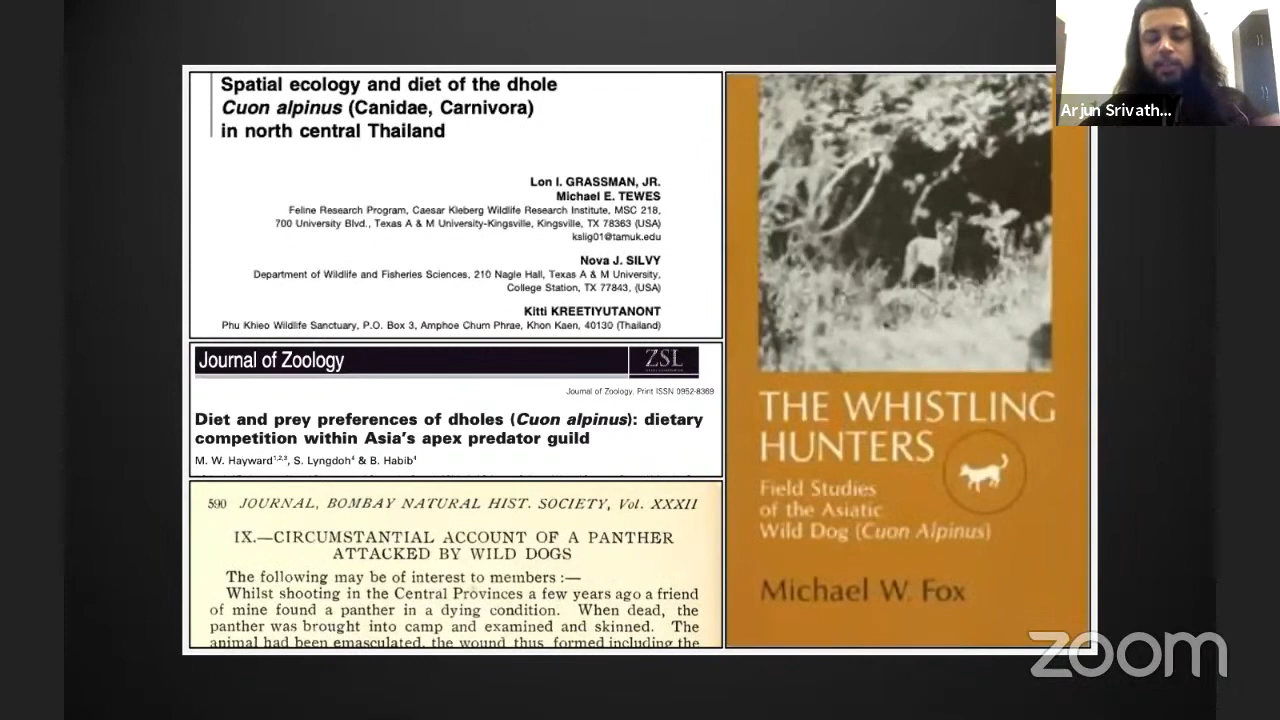 Spatial ecology and diet of the dhole
Cuon alpinus (Canidae, Carnivora)
in north central Thailand
Lon I. GRASSMAN, JR.
Michael E. TEWES
Feline Research Program, Caesar Kleberg Wildlife Research Institute, MSC 218,
700 University Blvd., Texas A & M University-Kingsville, Kingsville, TX 78363 (USA)
kslig01@tamuk.edu
Nova J. SILVY
Department of Wildlife and Fisheries Sciences, 210 Nagle Hall, Texas A & M University,
College Station, TX 77843, (USA)
Kitti KREETIYUTANONT
Phu Khieo Wildlife Sanctuary, P.O. Box 3, Amphoe Chum Phrae, Khon Kaen, 40130 (Thailand)
Journal of Zoology
ZSL
Journal of Zoology. Print ISSN 0952-8369
Diet and prey preferences of dholes (Cuon alpinus): dietary
competition within Asia's apex predator guild
M. W. Hayward1,2,3, S. Lyngdoh4 & B. Habib4
590 JOURNAL, BOMBAY NATURAL HIST. SOCIETY, Vol. XXXII
IX.—CIRCUMSTANTIAL ACCOUNT OF A PANTHER
ATTACKED BY WILD DOGS
The following may be of interest to members :—
Whilst shooting in the Central Provinces a few years ago a friend
of mine found a panther in a dying condition. When dead, the
panther was brought into camp and examined and skinned. The
animal had been emasculated, the wound thus formed including the
THE WHISTLING
HUNTERS
Field Studies
of the Asiatic
Wild Dog (Cuon Alpinus)
Michael W. Fox
Arjun Srivath...
zoom